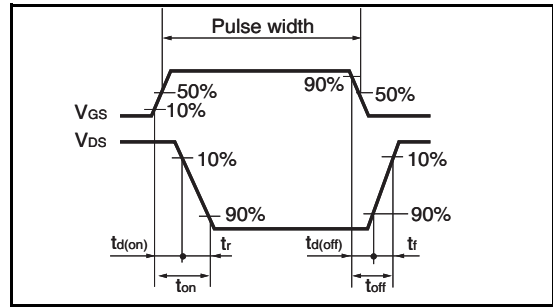 Pulse width
90%
50%
50%
10%
VGS
VDS
10%
10%
90%
90%
td(on)
tr
td(off)
tf
ton
toff